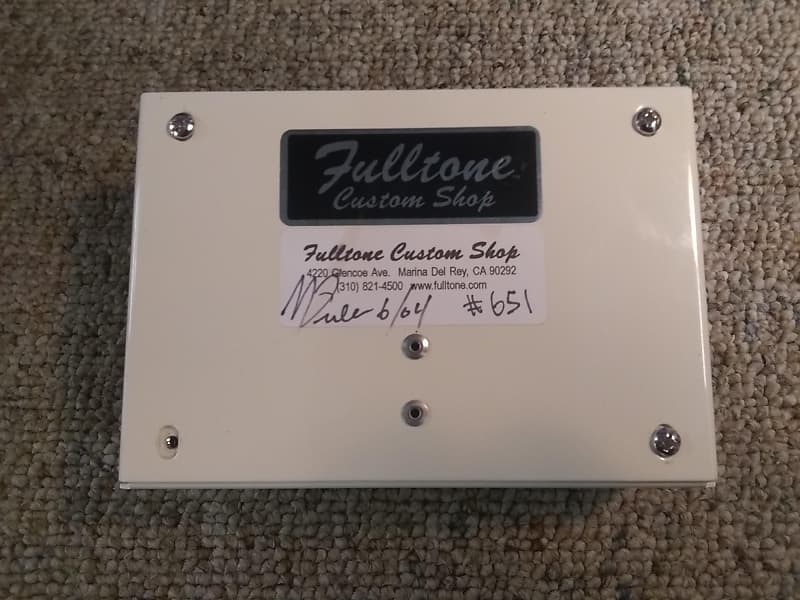 Fulltone
Custom Shop
Fulltone Custom Shop
4220 Glencoe Ave. Marina Del Rey, CA 90292
(310) 821-4500 www.fulltone.com
6/04 #651